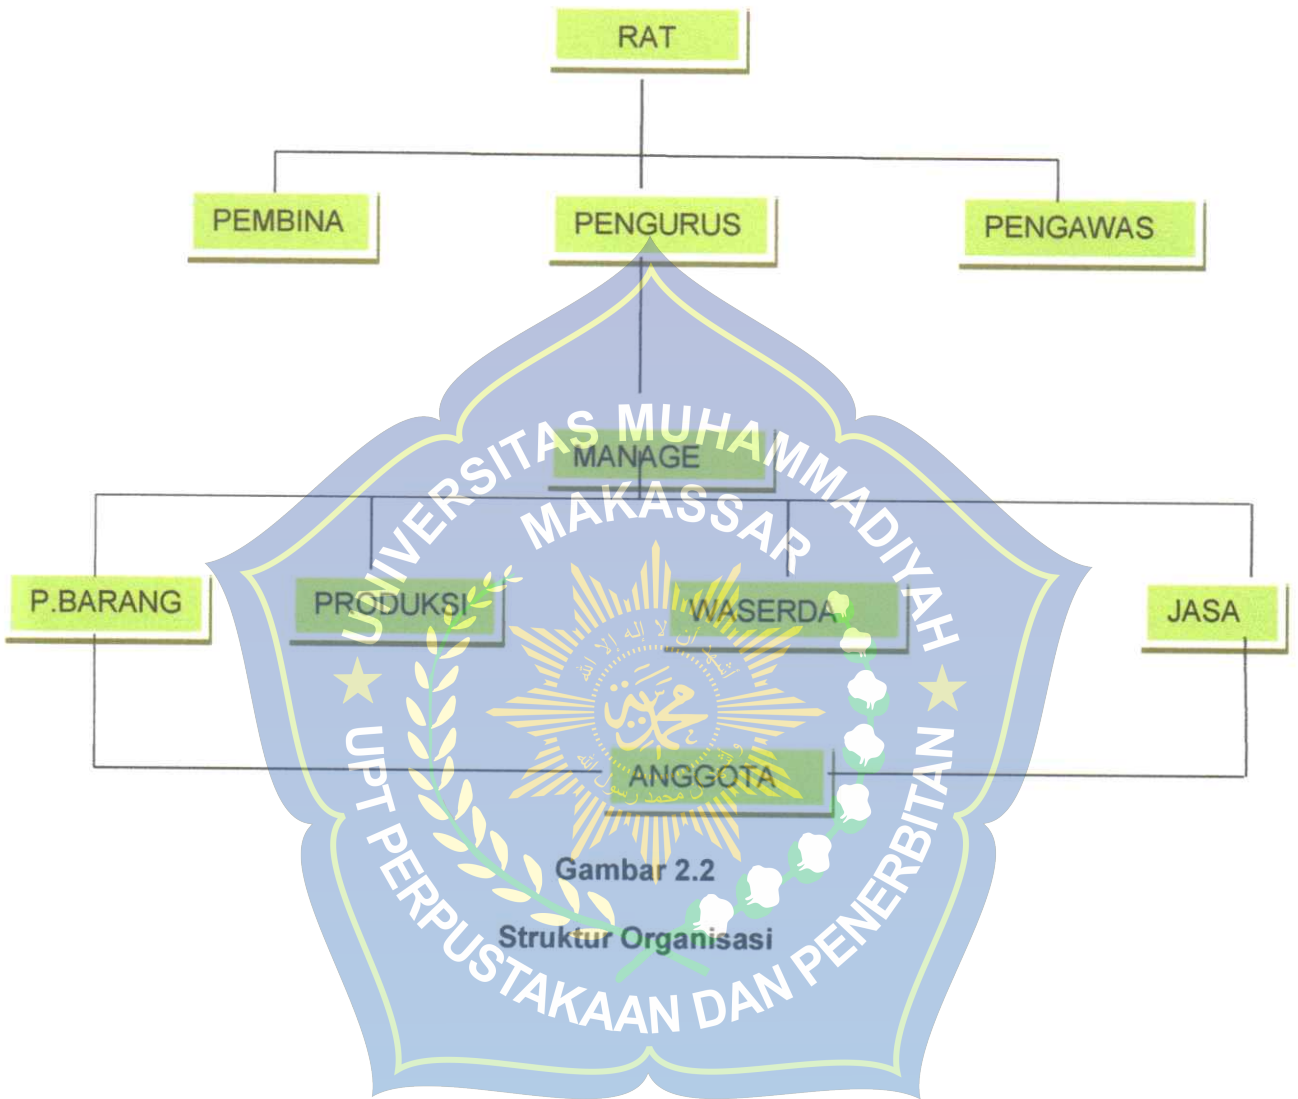 RAT
PEMBINA
PENGURUS
PENGAWAS
MANAGE
P.BARANG
PRODUKSI
WASERDA
JASA
ANGGOTA
Gambar 2.2
Struktur Organisasi
UNIVERSITAS MUHAMMADIYAH
MAKASSAR
UPT PERPUSTAKAAN DAN PENERBITAN